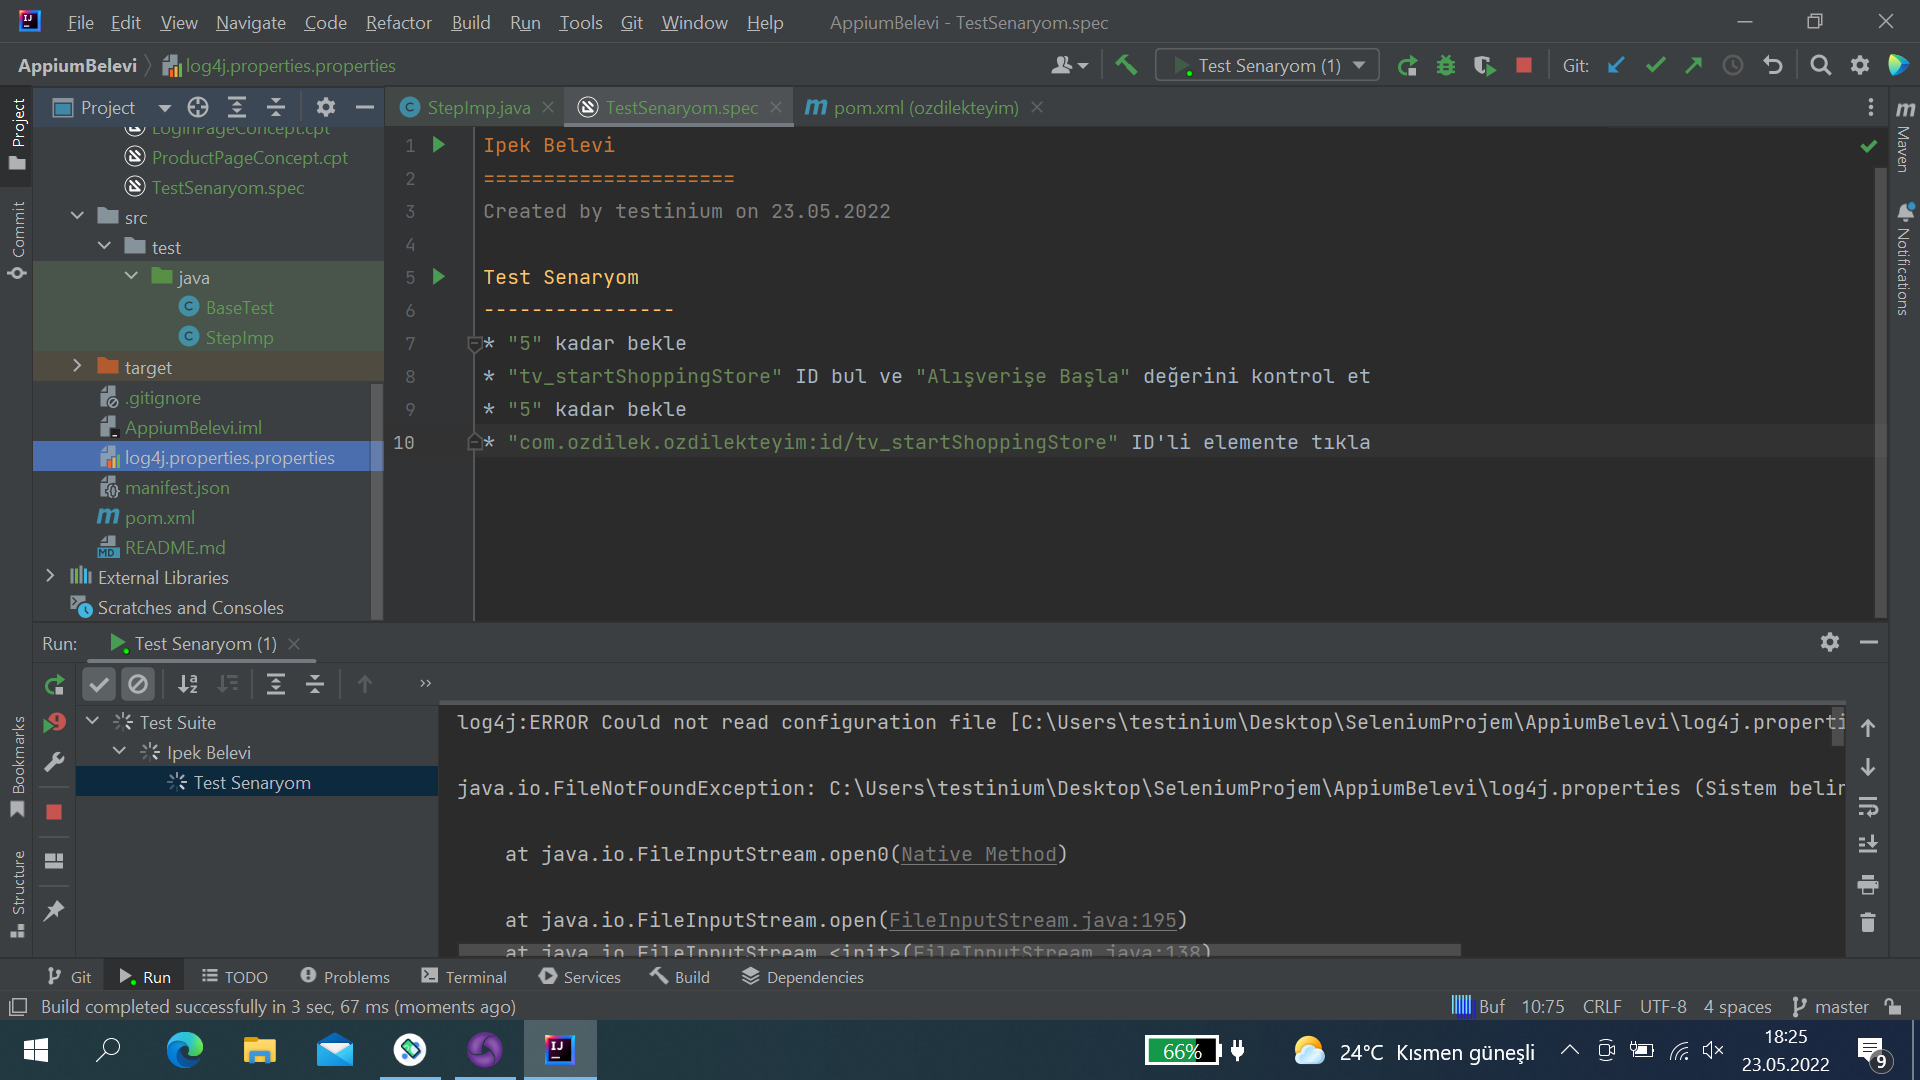 File Edit View Navigate Code Refactor Build Run Tools Git Window Help AppiumBelevi - TestSenaryom.spec
AppiumBelevi log4j.properties.properties Test Senaryom (1) Git:
Project StepImp.java TestSenaryom.spec pom.xml (ozdilekteyim)
Project
Commit
Bookmarks
Structure
LoginPageConcept.cpt
ProductPageConcept.cpt
TestSenaryom.spec
src
test
java
BaseTest
StepImp
target
.gitignore
AppiumBelevi.iml
log4j.properties.properties
manifest.json
pom.xml
README.md
External Libraries
Scratches and Consoles
1 Ipek Belevi
2 =====================
3 Created by testinium on 23.05.2022
4
5 Test Senaryom
6 ----------------
7 * "5" kadar bekle
8 * "tv_startShoppingStore" ID bul ve "Alışverişe Başla" değerini kontrol et
9 * "5" kadar bekle
10 * "com.ozdilek.ozdilekteyim:id/tv_startShoppingStore" ID'li elemente tıkla
Maven
Notifications
Run: Test Senaryom (1)
Test Suite
Ipek Belevi
Test Senaryom
log4j:ERROR Could not read configuration file [C:\Users\testinium\Desktop\SeleniumProjem\AppiumBelevi\log4j.properti
java.io.FileNotFoundException: C:\Users\testinium\Desktop\SeleniumProjem\AppiumBelevi\log4j.properties (Sistem belir
at java.io.FileInputStream.open0(Native Method)
at java.io.FileInputStream.open(FileInputStream.java:195)
at java.io.FileInputStream.<init>(FileInputStream.java:138)
Git Run TODO Problems Terminal Services Build Dependencies
Build completed successfully in 3 sec, 67 ms (moments ago) Buf 10:75 CRLF UTF-8 4 spaces master
66% 24°C Kısmen güneşli 18:25
23.05.2022 9